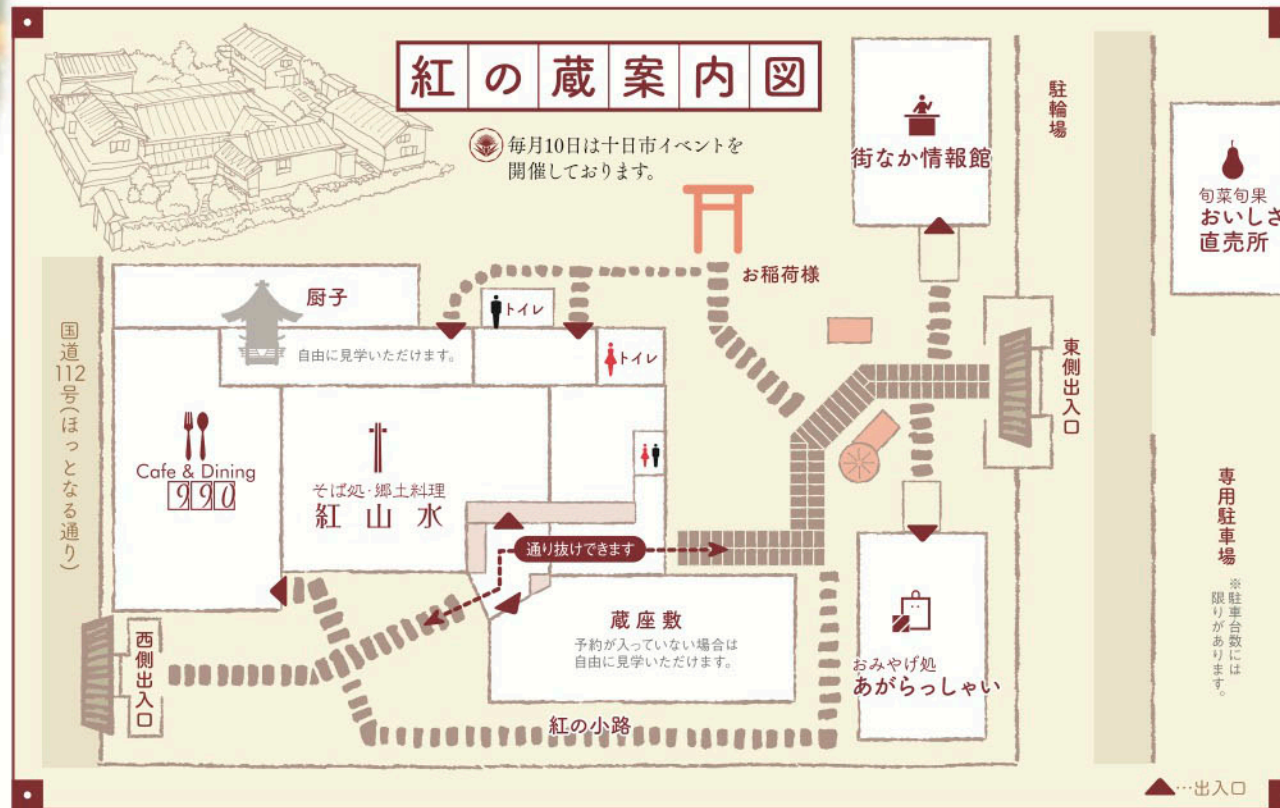 紅の蔵案内図
毎月10日は十日市イベントを
開催しております。
街なか情報館
駐輪場
旬菜旬果
おいしさ
直売所
お稲荷様
厨子
トイレ
自由に見学いただけます。
トイレ
国道112号(ほっとなる通り)
東側出入口
Cafe & Dining
990
そば処・郷土料理
紅山水
通り抜けできます
専用駐車場
※駐車台数には
限りがあります。
蔵座敷
予約が入っていない場合は
自由に見学いただけます。
西側出入口
おみやげ処
あがらっしゃい
紅の小路
…出入口